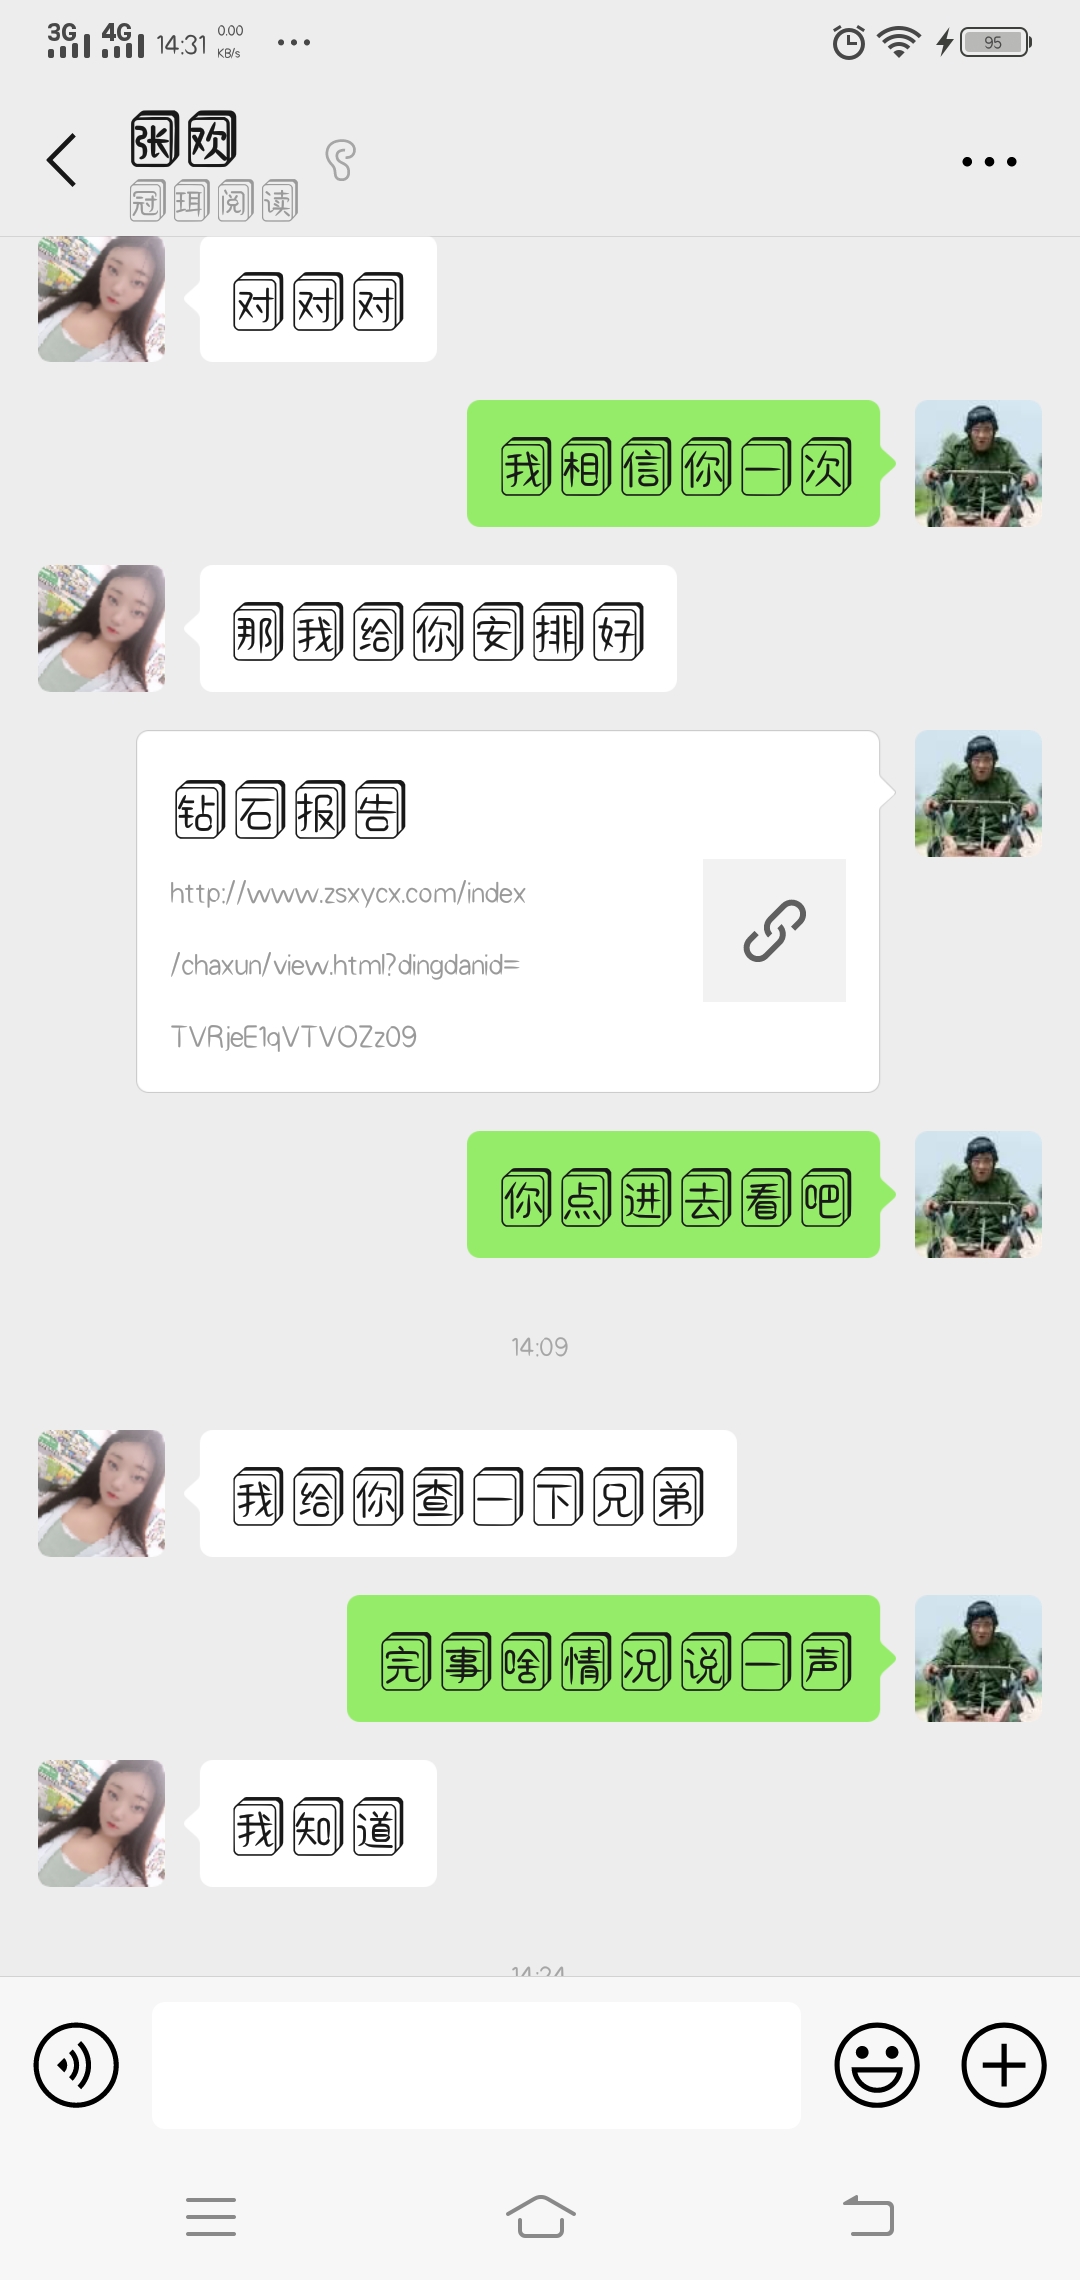 3G 4G 14:31 0.00 KB/s ... 95
张欢
冠珥阅读
对对对
我相信你一次
那我给你安排好
钻石报告
http://www.zsxycx.com/index
/chaxun/view.html?dingdanid=
TVRjeE1qVTVOZz09
你点进去看吧
14:09
我给你查一下兄弟
完事啥情况说一声
我知道
14:24